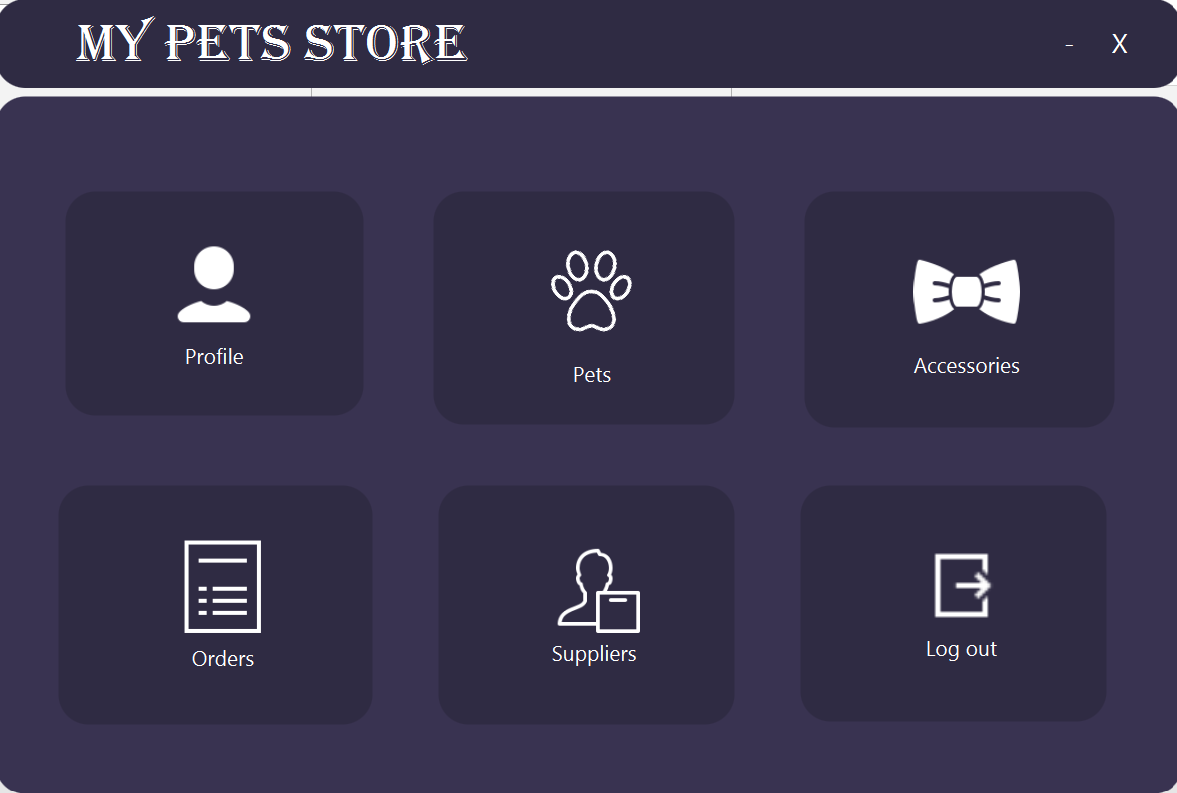 MY PETS STORE
- X
Profile
Pets
Accessories
Orders
Suppliers
Log out